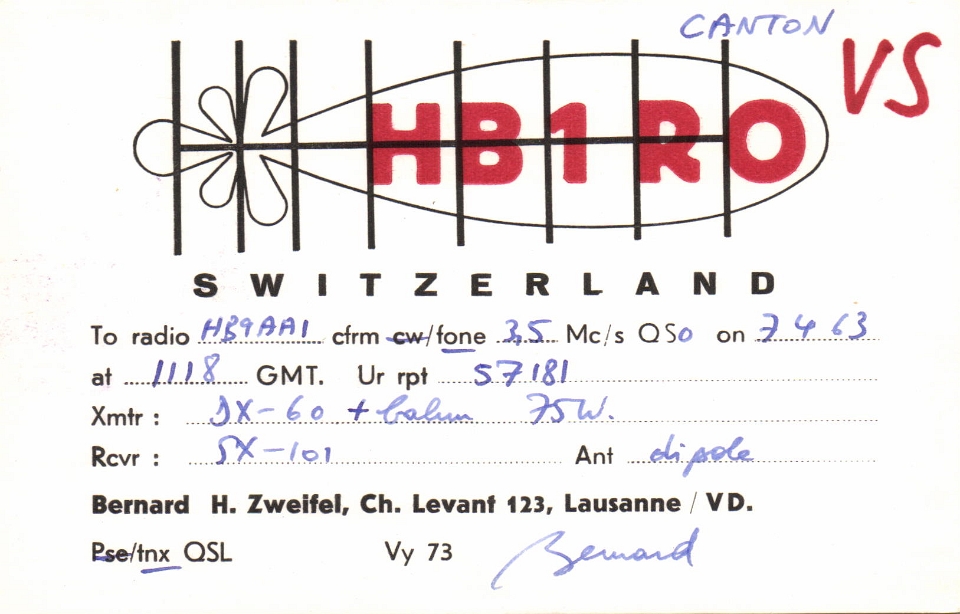 CANTON VS
HB1RO
SWITZERLAND
To radio HB9AAI cfrm cw/fone 3,5 Mc/s QSO on 7 4 63
at 1118 GMT. Ur rpt 57181
Xmtr : DX-60 + balun 75W.
Rcvr : SX-101 Ant dipole
Bernard H. Zweifel, Ch. Levant 123, Lausanne / VD.
Pse/tnx QSL Vy 73 Bernard